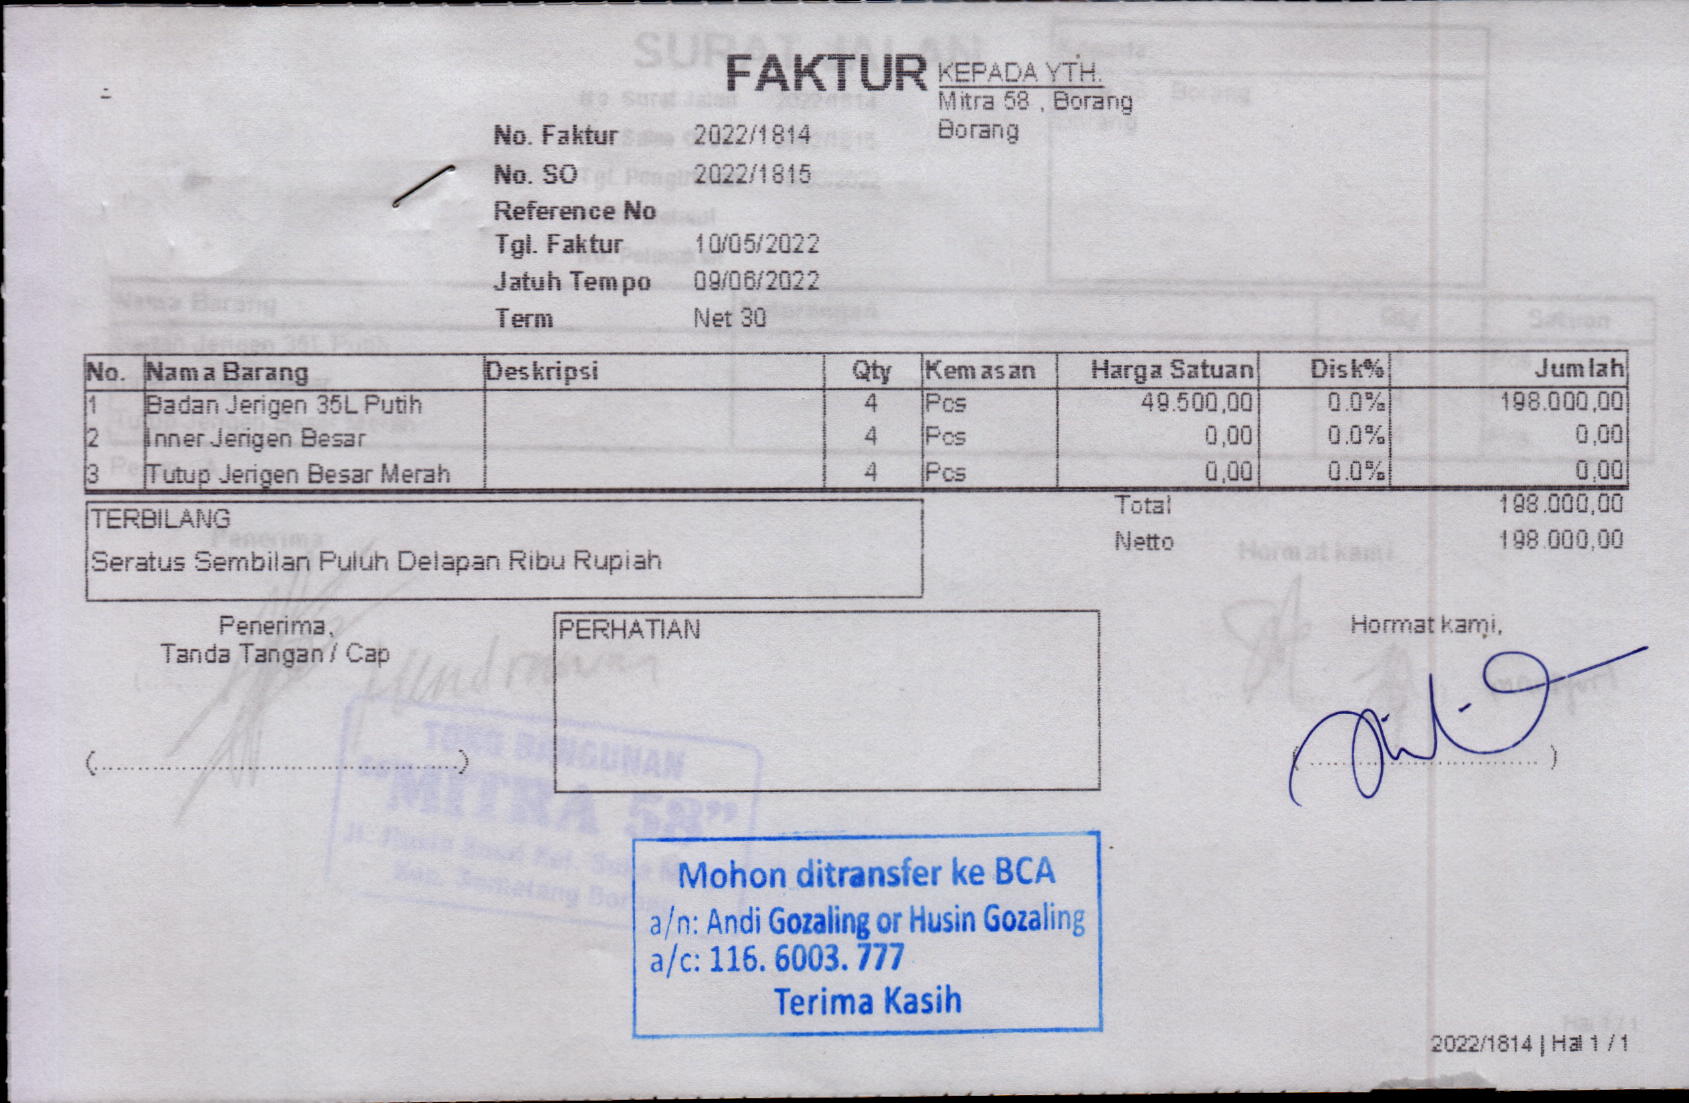 FAKTUR
KEPADA YTH.
Mitra 58 , Borang
Borang
No. Faktur 2022/1814
No. SO 2022/1815
Reference No
Tgl. Faktur 10/05/2022
Jatuh Tempo 09/06/2022
Term Net 30
No. Nama Barang Deskripsi Qty Kemasan Harga Satuan Disk% Jumlah
1 Badan Jerigen 35L Putih 4 Pcs 49.500,00 0.0% 198.000,00
2 Inner Jerigen Besar 4 Pcs 0,00 0.0% 0,00
3 Tutup Jerigen Besar Merah 4 Pcs 0,00 0.0% 0,00
Total 198.000,00
Netto 198.000,00
TERBILANG
Seratus Sembilan Puluh Delapan Ribu Rupiah
Penerima,
Tanda Tangan / Cap
PERHATIAN
Hormat kami,
(....................................................)
( ................................ )
TOKO BANGUNAN
"MITRA 58"
Mohon ditransfer ke BCA
a/n: Andi Gozaling or Husin Gozaling
a/c: 116. 6003. 777
Terima Kasih
2022/1814 | Hal 1 / 1